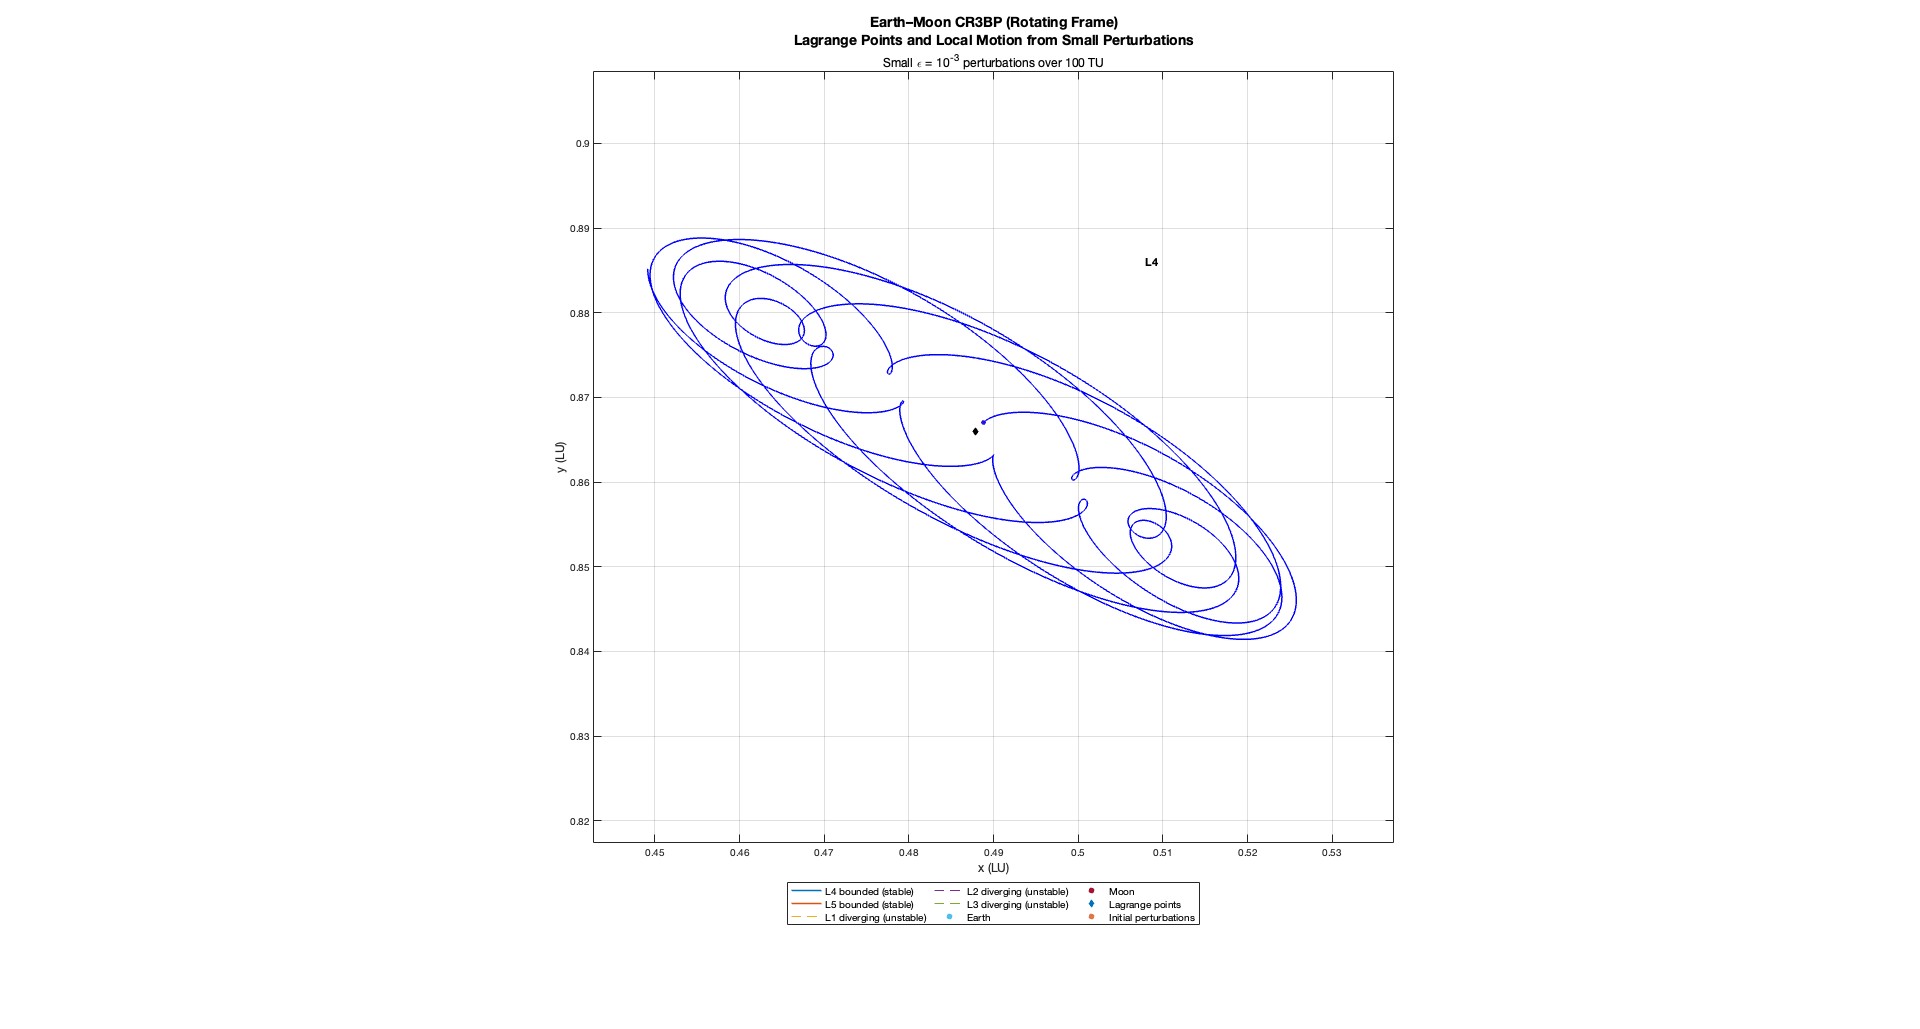 Earth–Moon CR3BP (Rotating Frame)
Lagrange Points and Local Motion from Small Perturbations
Small ϵ = 10⁻³ perturbations over 100 TU
L4
y (LU)
0.9
0.89
0.88
0.87
0.86
0.85
0.84
0.83
0.82
0.45 0.46 0.47 0.48 0.49 0.5 0.51 0.52 0.53
x (LU)
L4 bounded (stable) L2 diverging (unstable) Moon
L5 bounded (stable) L3 diverging (unstable) Lagrange points
L1 diverging (unstable) Earth Initial perturbations